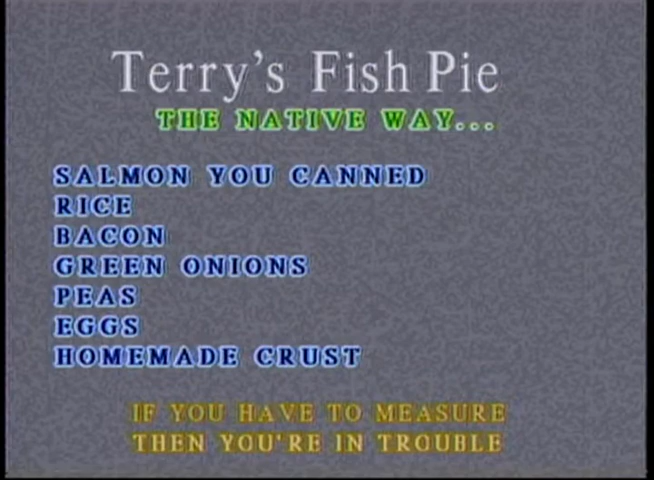 Terry's Fish Pie
THE NATIVE WAY...
SALMON YOU CANNED
RICE
BACON
GREEN ONIONS
PEAS
EGGS
HOMEMADE CRUST
IF YOU HAVE TO MEASURE
THEN YOU'RE IN TROUBLE